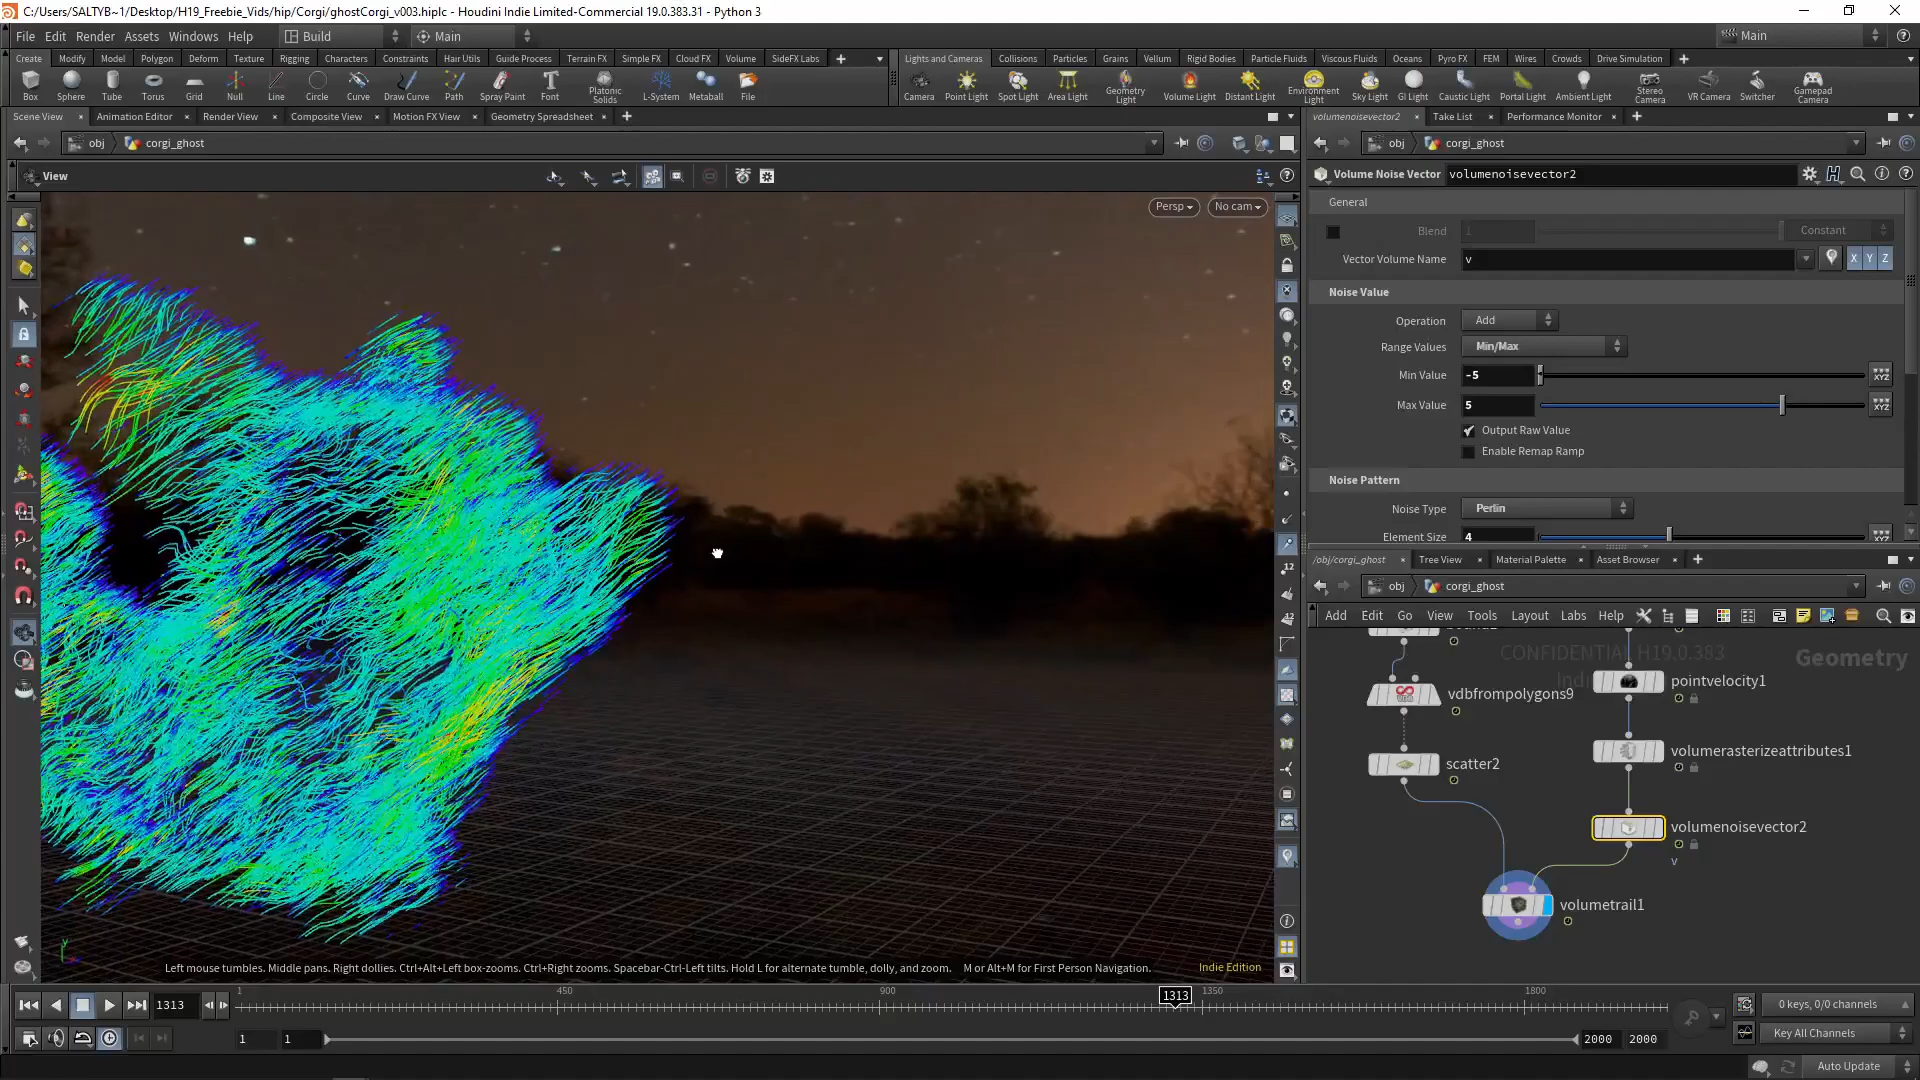 C:/Users/SALTYB~1/Desktop/H19_Freebie_Vids/hip/Corgi/ghostCorgi_v003.hiplc - Houdini Indie Limited-Commercial 19.0.383.31 - Python 3
File Edit Render Assets Windows Help Build Main Main
Create Modify Model Polygon Deform Texture Rigging Characters Constraints Hair Utils Guide Process Terrain FX Simple FX Cloud FX Volume SideFX Labs
Lights and Cameras Collisions Particles Grains Vellum Rigid Bodies Particle Fluids Viscous Fluids Oceans Pyro FX FEM Wires Crowds Drive Simulation
Box Sphere Tube Torus Grid Null Line Circle Curve Draw Curve Path Spray Paint Font Platonic Solids L-System Metaball File
Camera Point Light Spot Light Area Light Geometry Light Volume Light Distant Light Environment Light Sky Light GI Light Caustic Light Portal Light Ambient Light Stereo Camera VR Camera Switcher Gamepad Camera
Scene View Animation Editor Render View Composite View Motion FX View Geometry Spreadsheet
obj corgi_ghost
View
Persp No cam
Left mouse tumbles. Middle pans. Right dollies. Ctrl+Alt+Left box-zooms. Ctrl+Right zooms. Spacebar-Ctrl-Left tilts. Hold L for alternate tumble, dolly, and zoom. M or Alt+M for First Person Navigation.
Indie Edition
volumenoisevector2 Take List Performance Monitor
obj corgi_ghost
Volume Noise Vector volumenoisevector2
General
Blend 1 Constant
Vector Volume Name v X Y Z
Noise Value
Operation Add
Range Values Min/Max
Min Value -5
Max Value 5
Output Raw Value
Enable Remap Ramp
Noise Pattern
Noise Type Perlin
Element Size 4
/obj/corgi_ghost Tree View Material Palette Asset Browser
obj corgi_ghost
Add Edit Go View Tools Layout Labs Help
CONFIDENTIAL H19.0.383
Geometry
vdbfrompolygons9
pointvelocity1
scatter2
volumerasterizeattributes1
volumenoisevector2
v
volumetrail1
1313
1 450 900 1313 1350 1800
1 1 2000 2000
0 keys, 0/0 channels
Key All Channels
Auto Update